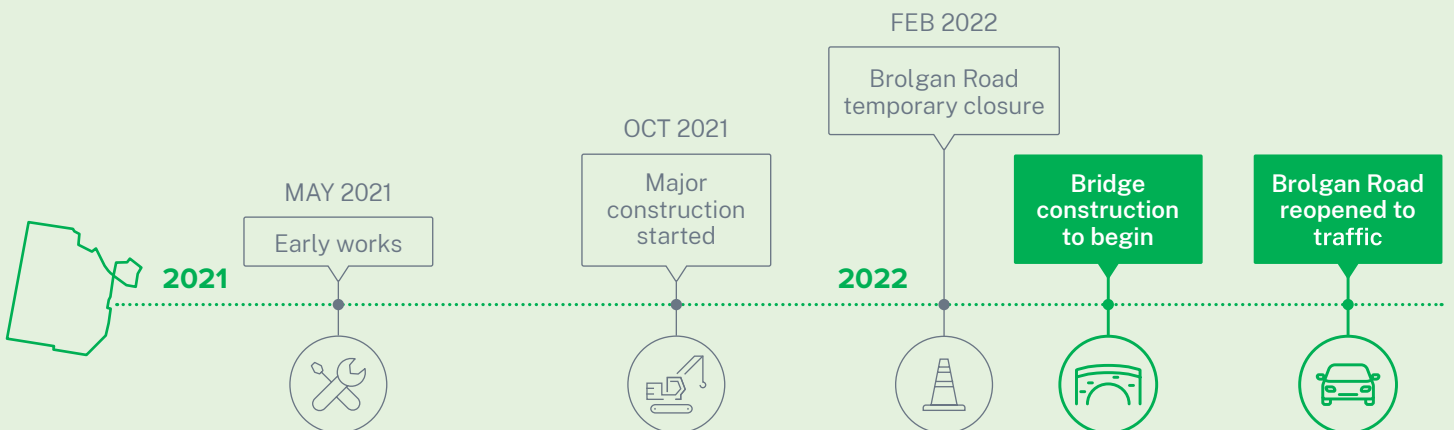 2021
MAY 2021
Early works
OCT 2021
Major
construction
started
2022
FEB 2022
Brolgan Road
temporary closure
Bridge
construction
to begin
Brolgan Road
reopened to
traffic